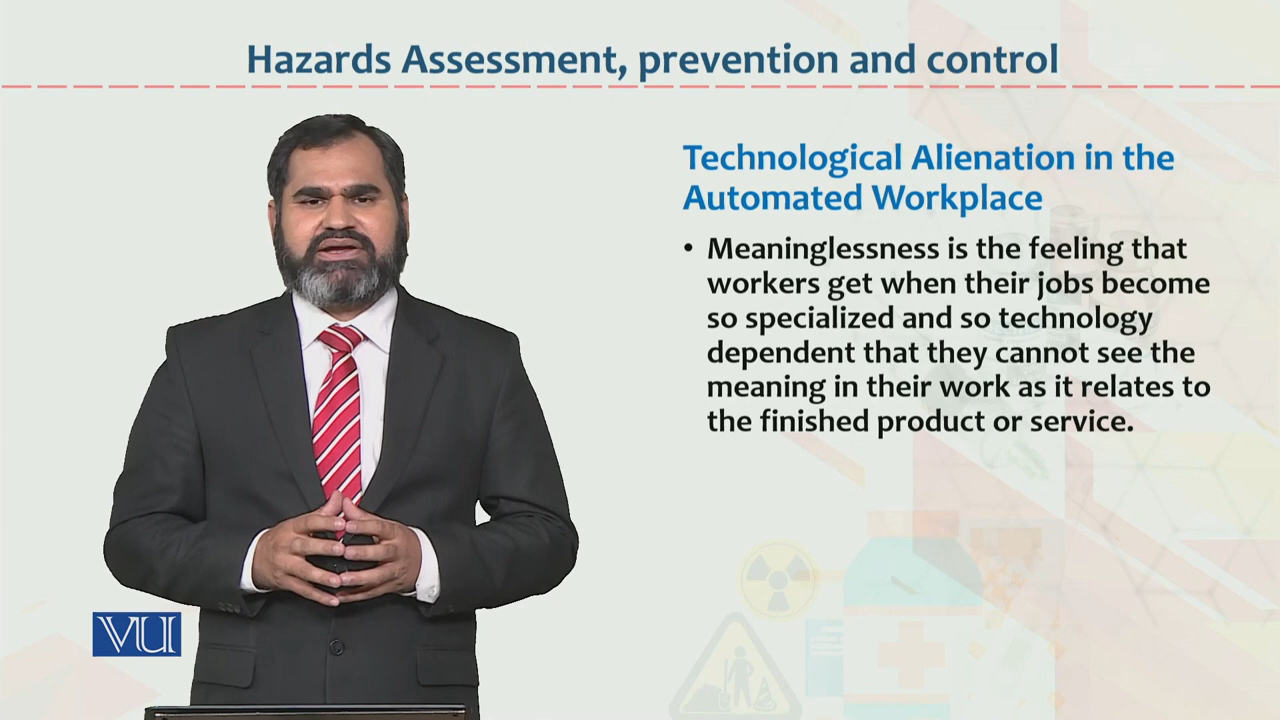 Hazards Assessment, prevention and control
Technological Alienation in the
Automated Workplace
• Meaninglessness is the feeling that
workers get when their jobs become
so specialized and so technology
dependent that they cannot see the
meaning in their work as it relates to
the finished product or service.
VU